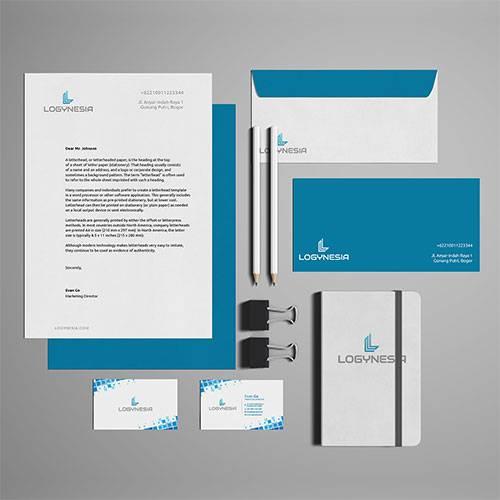 LOGYNESIA
+62210011223344
Jl. Anyar Indah Raya 1
Gunung Putri, Bogor
Dear Mr. Johnson
A letterhead, or letterheaded paper, is the heading at the top
of a sheet of letter paper (stationery). That heading usually consists
of a name and an address, and a logo or corporate design, and
sometimes a background pattern. The term "letterhead" is often used
to refer to the whole sheet imprinted with such a heading.
Many companies and individuals prefer to create a letterhead template
in a word processor or other software application. This generally includes
the same information as pre-printed stationery, but at lower cost.
Letterhead can then be printed on stationery (or plain paper) as needed on
a local output device or sent electronically.
Letterheads are generally printed by either the offset or letterpress
methods. In most countries outside North America, company letterheads
are printed A4 in size (210 mm x 297 mm). In North America, the letter
size is typically 8.5 x 11 inches (215 x 280 mm).
Although modern technology makes letterheads very easy to imitate,
they continue to be used as evidence of authenticity.
Sincerely,
Evan Go
Marketing Director
LOGYNESIA.COM
LOGYNESIA
+62210011223344
Jl. Anyar Indah Raya 1
Gunung Putri, Bogor
LOGYNESIA
LOGYNESIA
LOGYNESIA
Evan Go